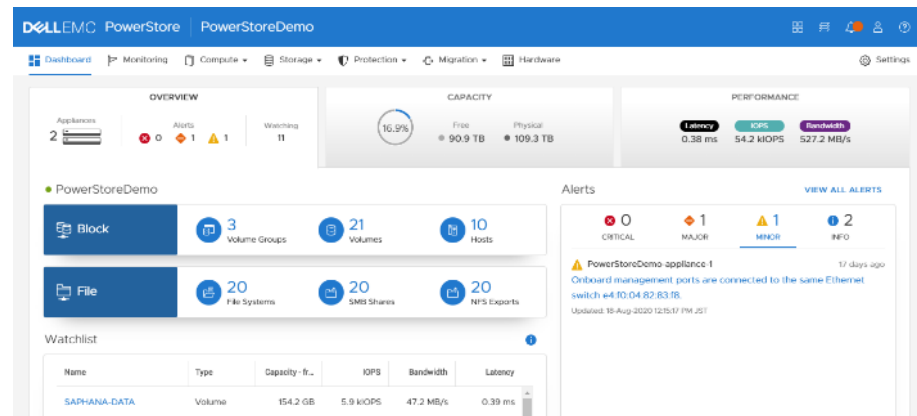 DELLEMC PowerStore PowerStoreDemo
Dashboard Monitoring Compute Storage Protection Migration Hardware Settings
OVERVIEW
Appliances
2
Alerts
0 1 1
Watching
11
CAPACITY
16.9%
Free
90.9 TB
Physical
109.3 TB
PERFORMANCE
Latency IOPS Bandwidth
0.38 ms 54.2 kIOPS 527.2 MB/s
PowerStoreDemo
Block
3
Volume Groups
21
Volumes
10
Hosts
File
20
File Systems
20
SMB Shares
20
NFS Exports
Watchlist
Name Type Capacity - fr... IOPS Bandwidth Latency
SAPHANA-DATA Volume 154.2 GB 5.9 kIOPS 47.2 MB/s 0.39 ms
Alerts VIEW ALL ALERTS
0 1 1 2
CRITICAL MAJOR MINOR INFO
PowerStoreDemo-appliance-1 17 days ago
Onboard management ports are connected to the same Ethernet
switch e4:f0:04:82:83:f8.
Updated: 18-Aug-2020 12:15:17 PM JST